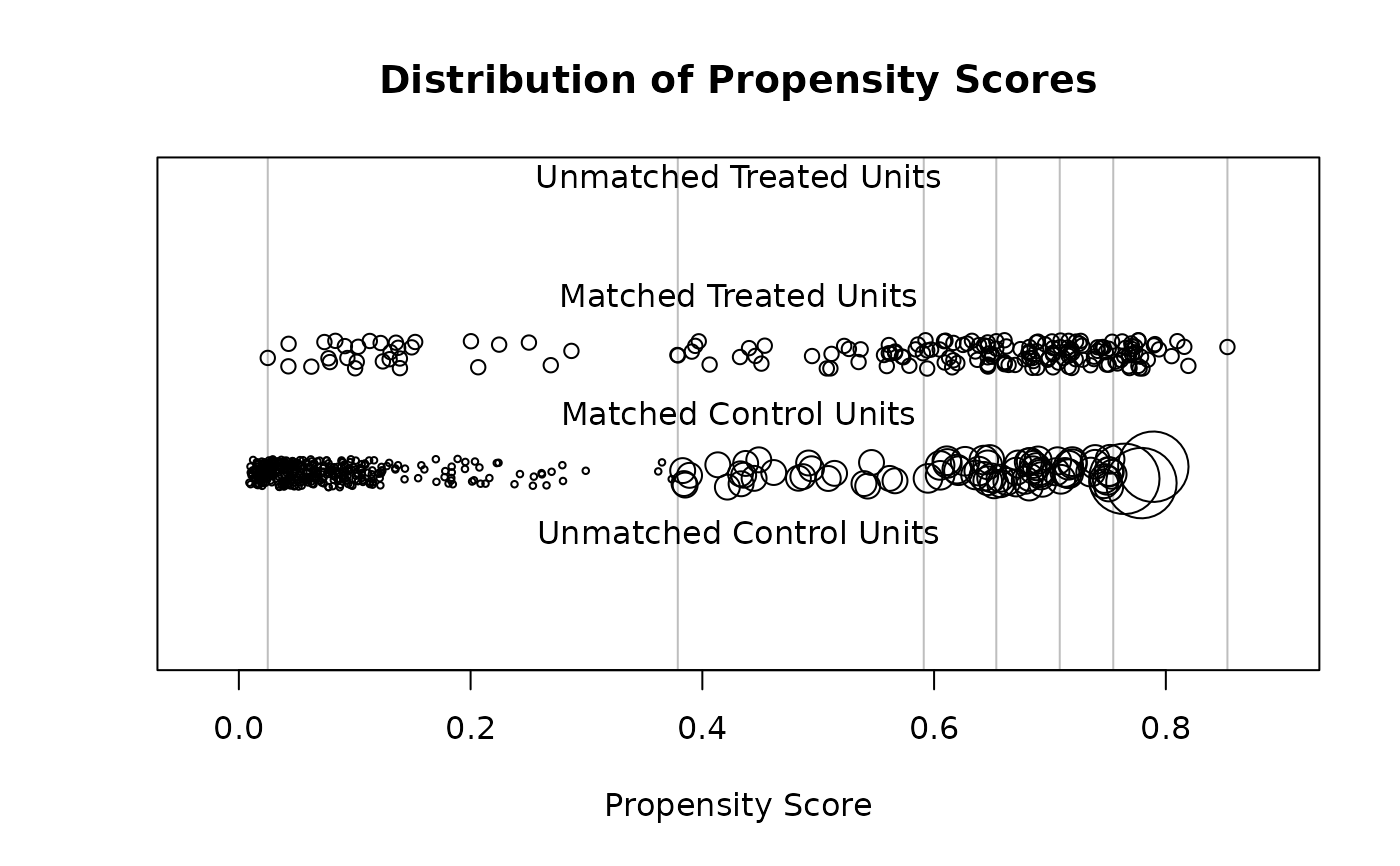 Distribution of Propensity Scores
Unmatched Treated Units
Matched Treated Units
Matched Control Units
Unmatched Control Units
0.0 0.2 0.4 0.6 0.8
Propensity Score